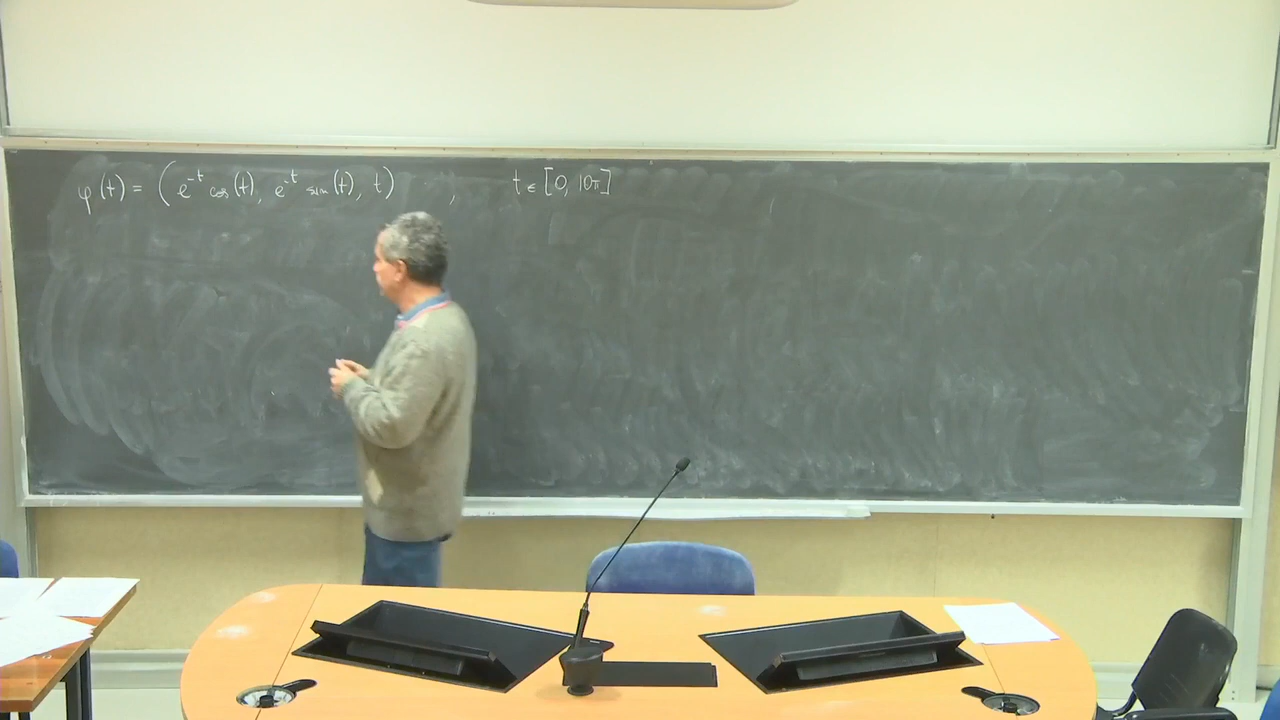 φ(t) = (e^{-t} cos(t), e^{-t} sin(t), t) , t ∈ [0, 10π]